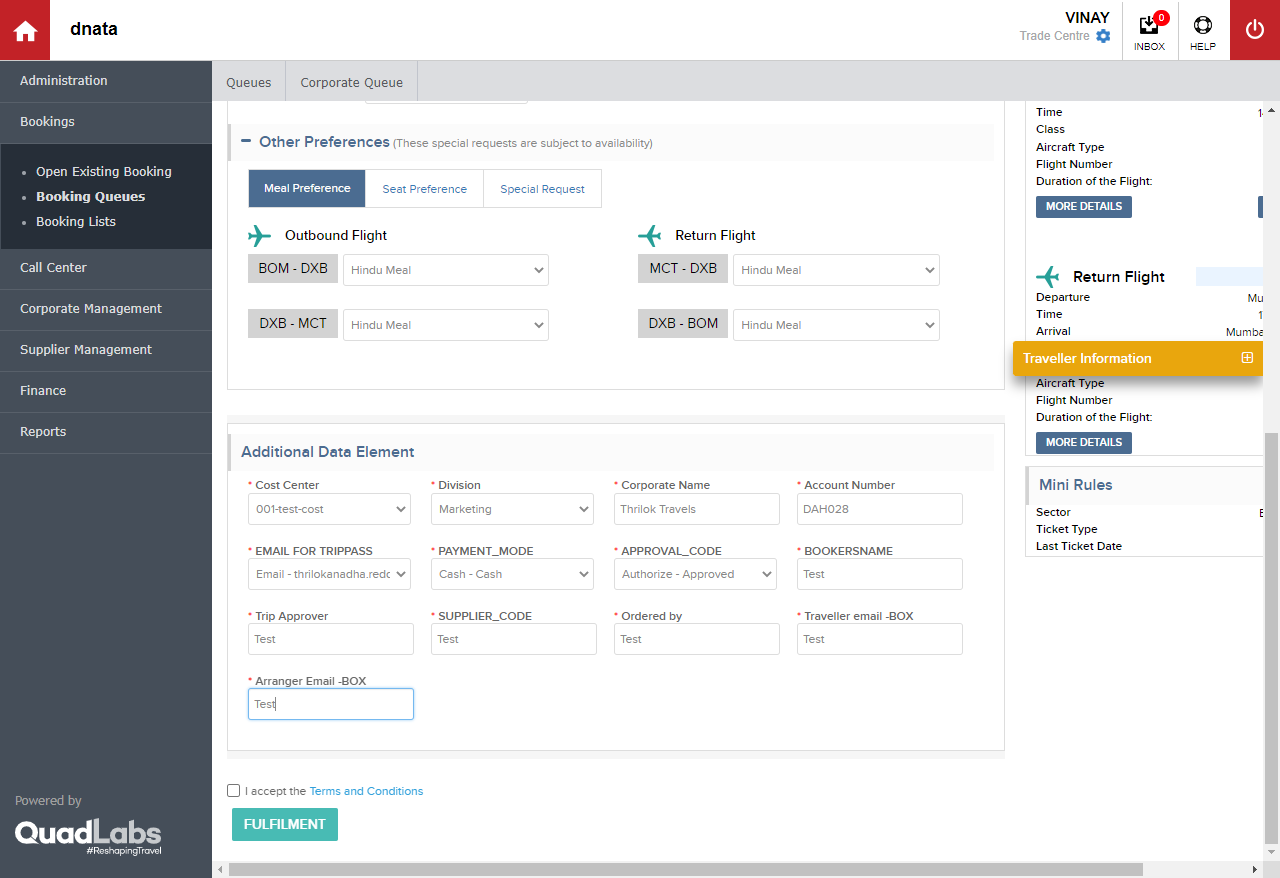 dnata
VINAY
Trade Centre
0
INBOX
HELP
Administration
Bookings
Open Existing Booking
Booking Queues
Booking Lists
Call Center
Corporate Management
Supplier Management
Finance
Reports
Powered by
QuadLabs
#ReshapingTravel
Queues
Corporate Queue
Other Preferences (These special requests are subject to availability)
Meal Preference
Seat Preference
Special Request
Outbound Flight
Return Flight
BOM - DXB
Hindu Meal
MCT - DXB
Hindu Meal
DXB - MCT
Hindu Meal
DXB - BOM
Hindu Meal
Additional Data Element
* Cost Center
* Division
* Corporate Name
* Account Number
001-test-cost
Marketing
Thrilok Travels
DAH028
* EMAIL FOR TRIPPASS
* PAYMENT_MODE
* APPROVAL_CODE
* BOOKERSNAME
Email - thrilokanadha.redd
Cash - Cash
Authorize - Approved
Test
* Trip Approver
* SUPPLIER_CODE
* Ordered by
* Traveller email -BOX
Test
Test
Test
Test
* Arranger Email -BOX
Test
I accept the Terms and Conditions
FULFILMENT
Time
Class
Aircraft Type
Flight Number
Duration of the Flight:
MORE DETAILS
Return Flight
Departure
Mu
Time
Arrival
Mumba
Traveller Information
Aircraft Type
Flight Number
Duration of the Flight:
MORE DETAILS
Mini Rules
Sector
Ticket Type
Last Ticket Date